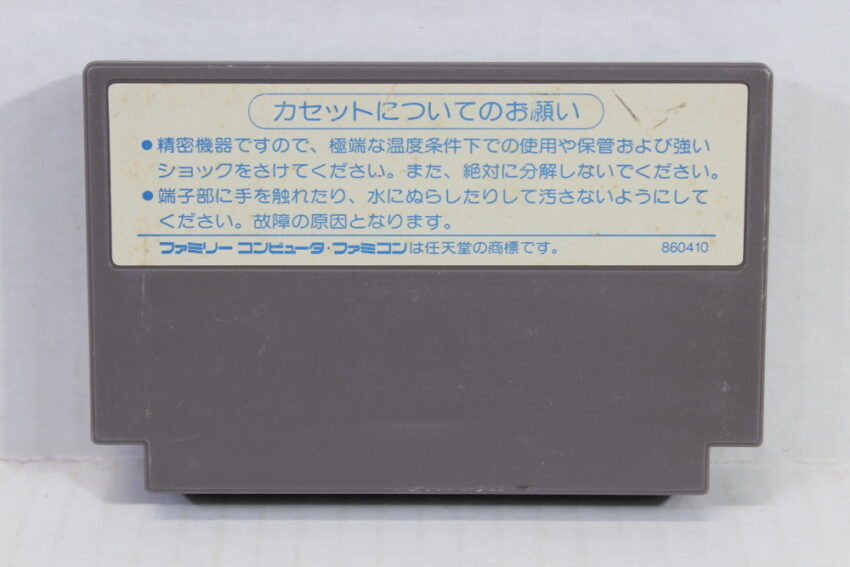 カセットについてのお願い
●精密機器ですので、極端な温度条件下での使用や保管および強い
ショックをさけてください。また、絶対に分解しないでください。
●端子部に手を触れたり、水にぬらしたりして汚さないようにして
ください。故障の原因となります。
ファミリー コンピュータ・ファミコンは任天堂の商標です。 860410